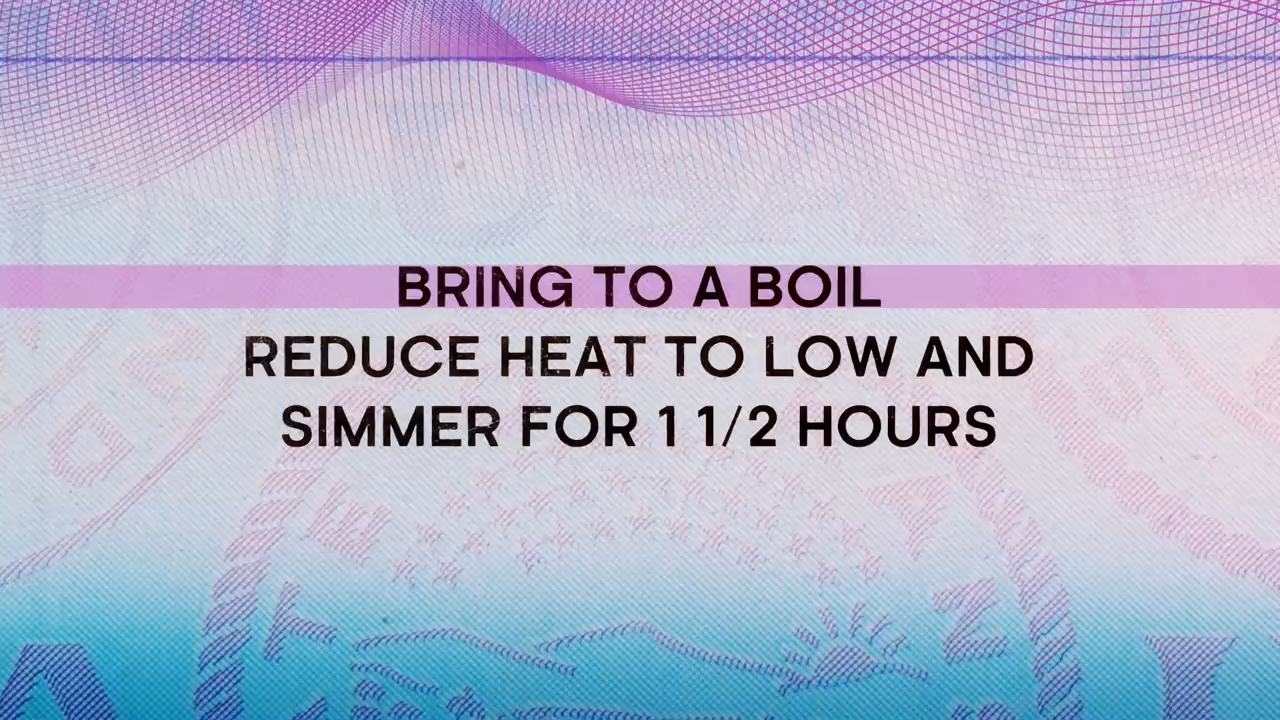 BRING TO A BOIL
REDUCE HEAT TO LOW AND
SIMMER FOR 1 1/2 HOURS